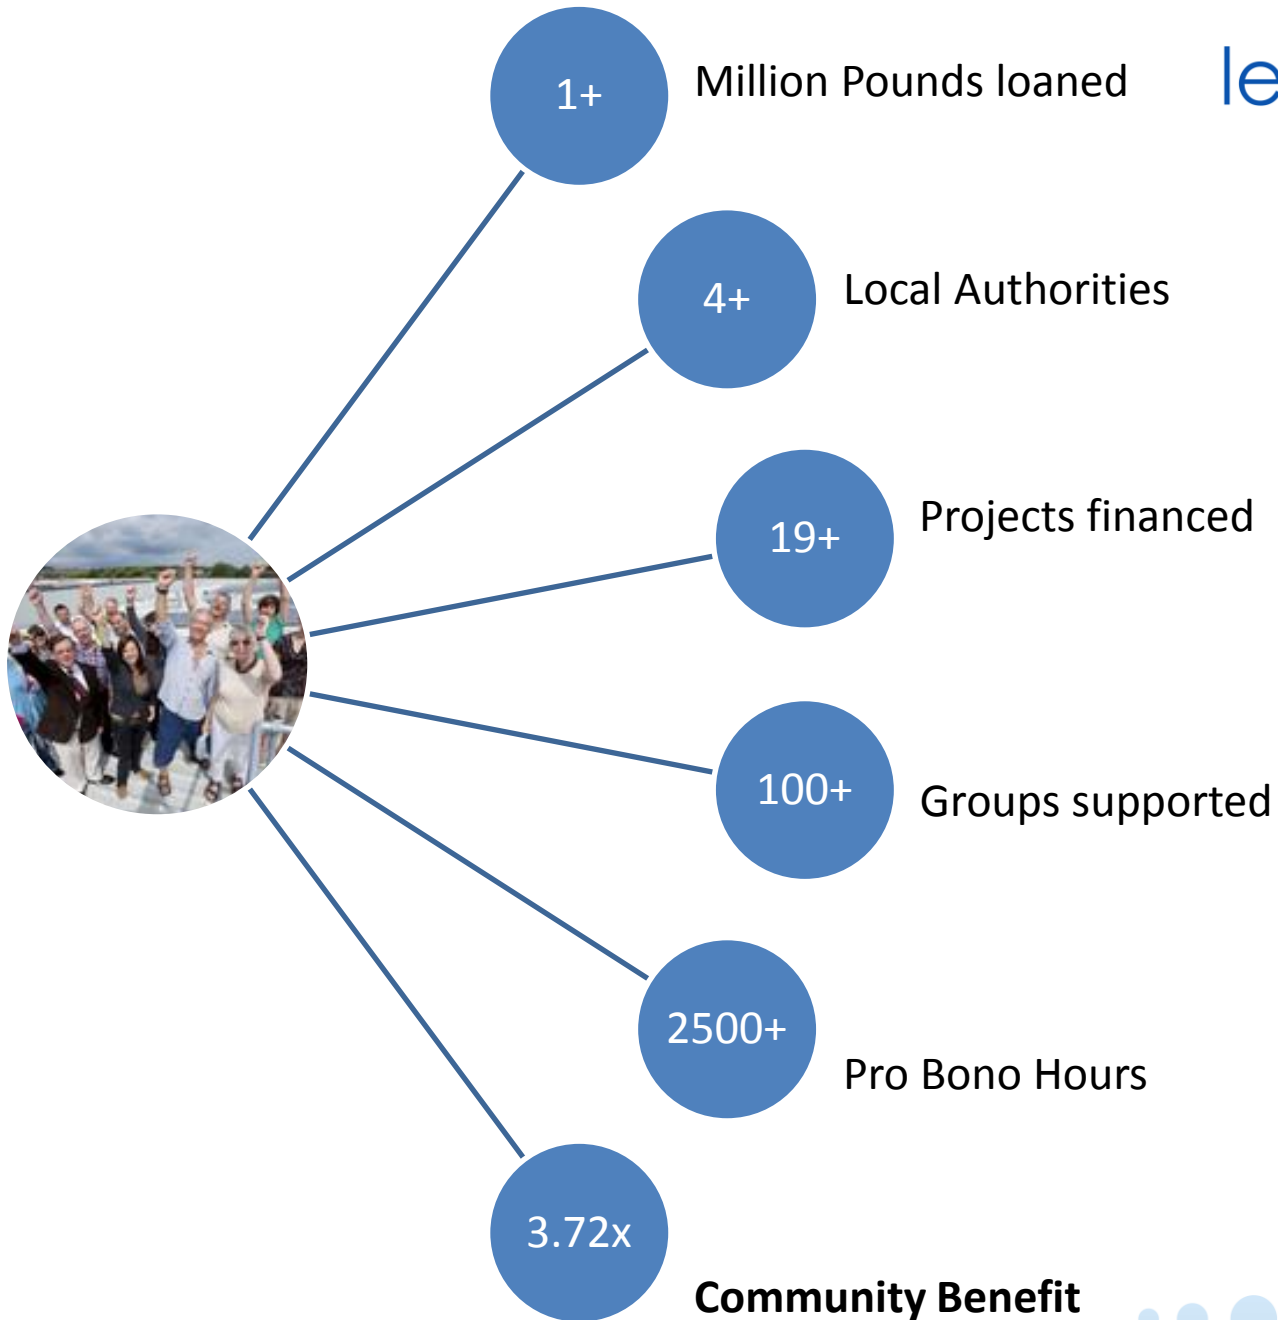 1+
Million Pounds loaned
le
4+
Local Authorities
19+
Projects financed
100+
Groups supported
2500+
Pro Bono Hours
3.72x
Community Benefit